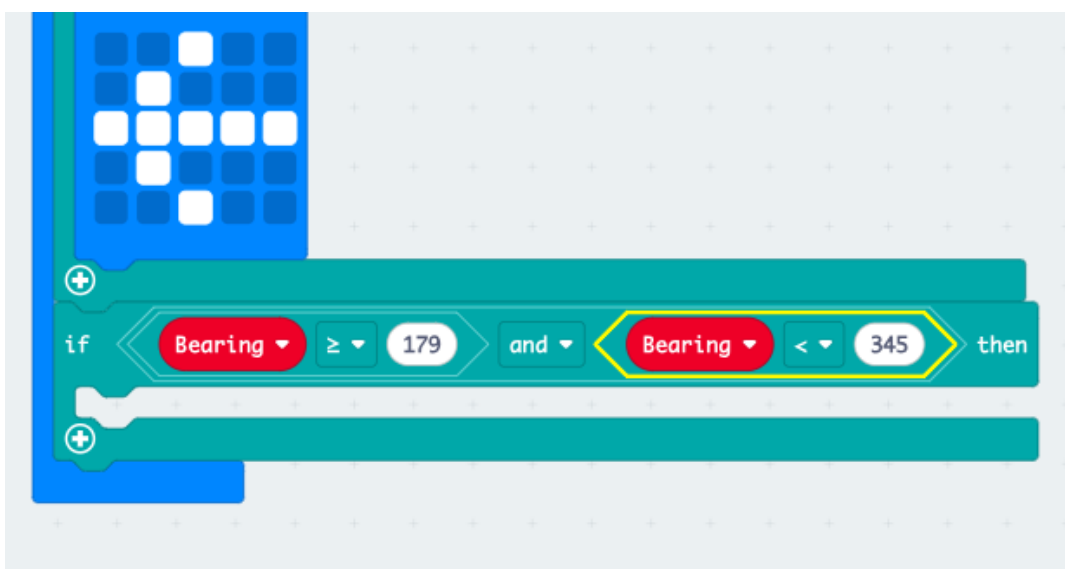 if Bearing ≥ 179 and Bearing < 345 then